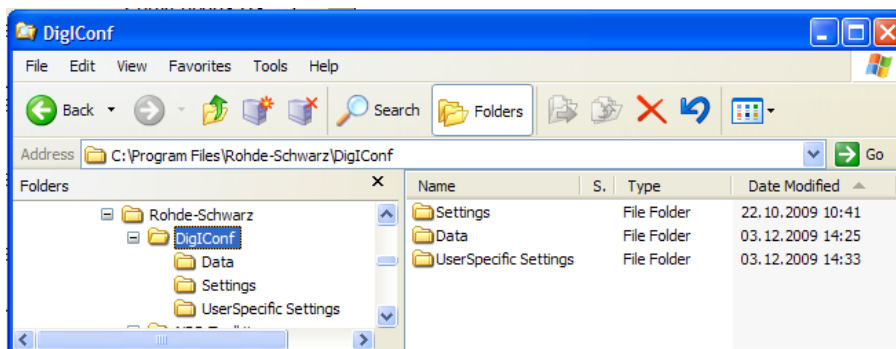 DigIConf
File Edit View Favorites Tools Help
Back Search Folders
Address C:\Program Files\Rohde-Schwarz\DigIConf Go
Folders x Name S. Type Date Modified
Rohde-Schwarz Settings File Folder 22.10.2009 10:41
DigIConf Data File Folder 03.12.2009 14:25
Data UserSpecific Settings File Folder 03.12.2009 14:33
Settings
UserSpecific Settings